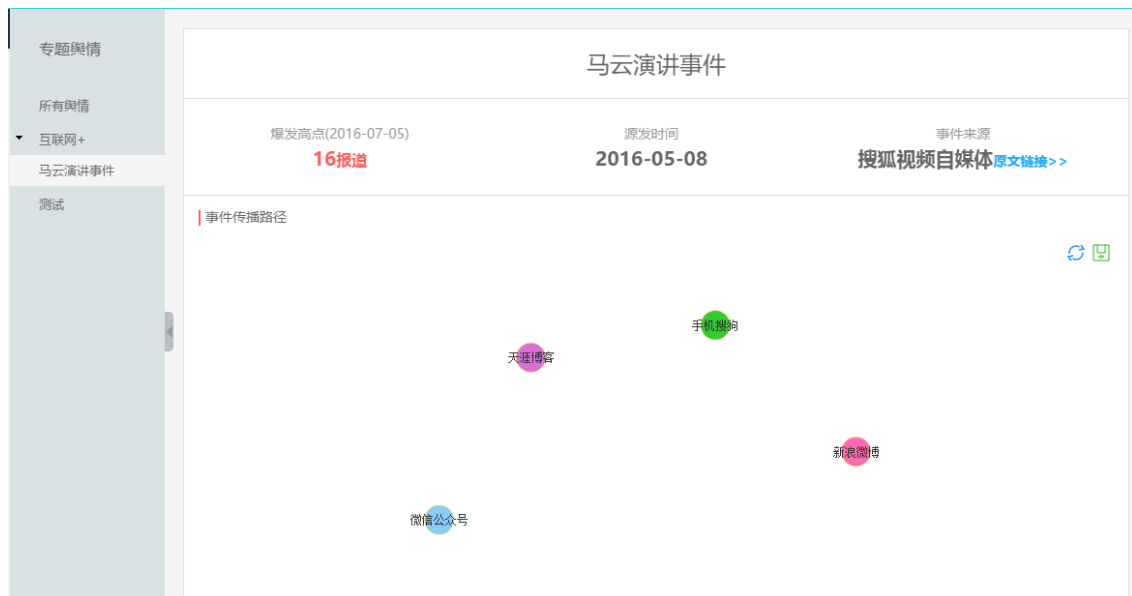 专题舆情
所有舆情
互联网+
马云演讲事件
测试
马云演讲事件
爆发高点(2016-07-05)
16报道
源发时间
2016-05-08
事件来源
搜狐视频自媒体原文链接>>
事件传播路径
手机搜狗
天涯博客
新浪微博
微信公众号